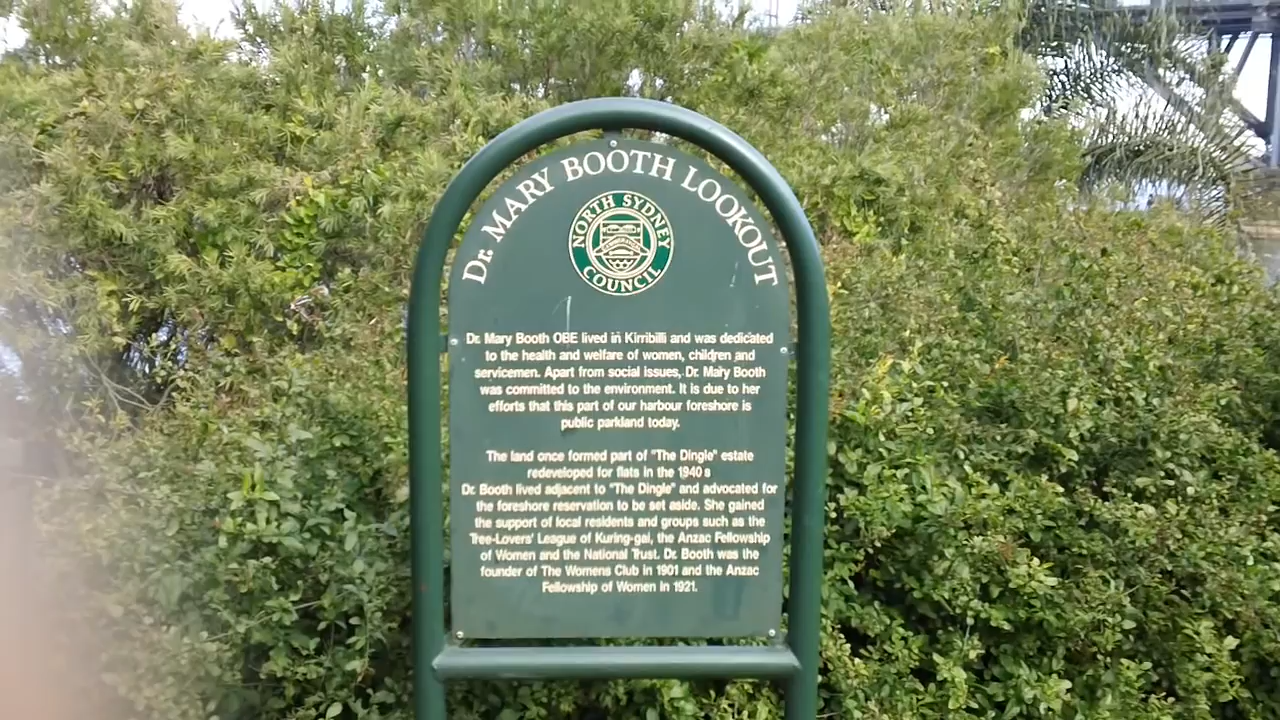 Dr. MARY BOOTH LOOKOUT
NORTH SYDNEY
COUNCIL
Dr. Mary Booth OBE lived in Kirribilli and was dedicated
to the health and welfare of women, children and
servicemen. Apart from social issues, Dr. Mary Booth
was committed to the environment. It is due to her
efforts that this part of our harbour foreshore is
public parkland today.
The land once formed part of "The Dingle" estate
redeveloped for flats in the 1940 s
Dr. Booth lived adjacent to "The Dingle" and advocated for
the foreshore reservation to be set aside. She gained
the support of local residents and groups such as the
Tree-Lovers' League of Kuring-gai, the Anzac Fellowship
of Women and the National Trust. Dr. Booth was the
founder of The Womens Club in 1901 and the Anzac
Fellowship of Women in 1921.